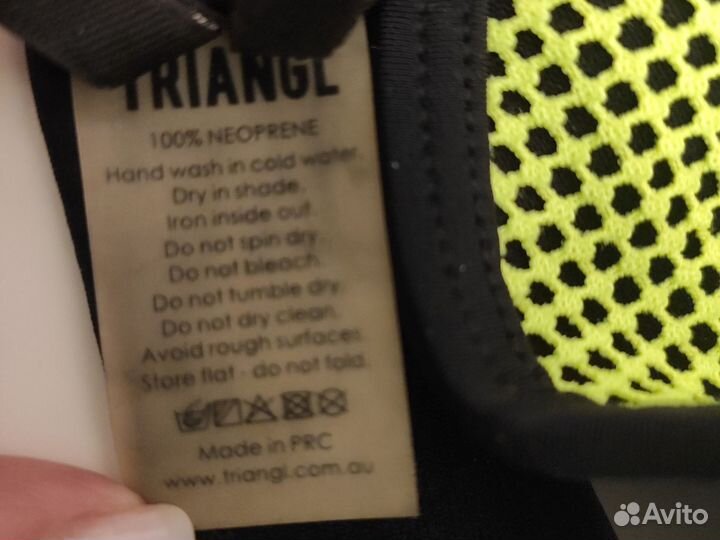 TRIANGL
100% NEOPRENE
Hand wash in cold water.
Dry in shade.
Iron inside out.
Do not spin dry.
Do not bleach.
Do not tumble dry.
Do not dry clean.
Avoid rough surfaces.
Store flat - do not fold.
Made in PRC
www.triangl.com.au
Avito